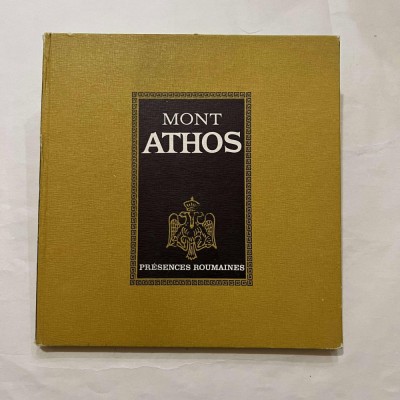 MONT
ATHOS
PRÉSENCES ROUMAINES